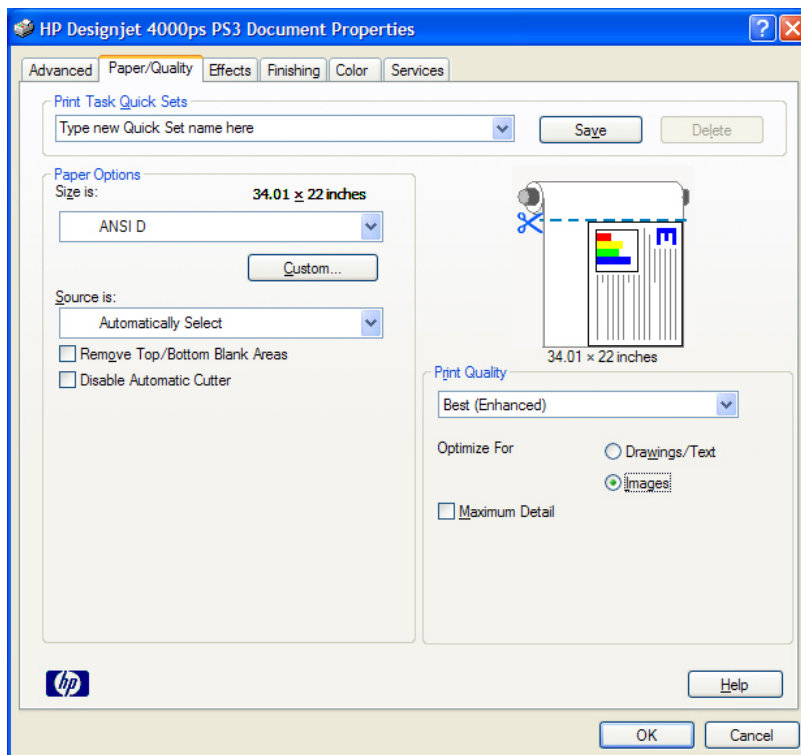 HP Designjet 4000ps PS3 Document Properties
Advanced Paper/Quality Effects Finishing Color Services
Print Task Quick Sets
Type new Quick Set name here Save Delete
Paper Options
Size is: 34.01 x 22 inches
ANSI D
Custom...
Source is:
Automatically Select
Remove Top/Bottom Blank Areas
Disable Automatic Cutter
E
34.01 × 22 inches
Print Quality
Best (Enhanced)
Optimize For Drawings/Text
Images
Maximum Detail
hp
Help
OK Cancel